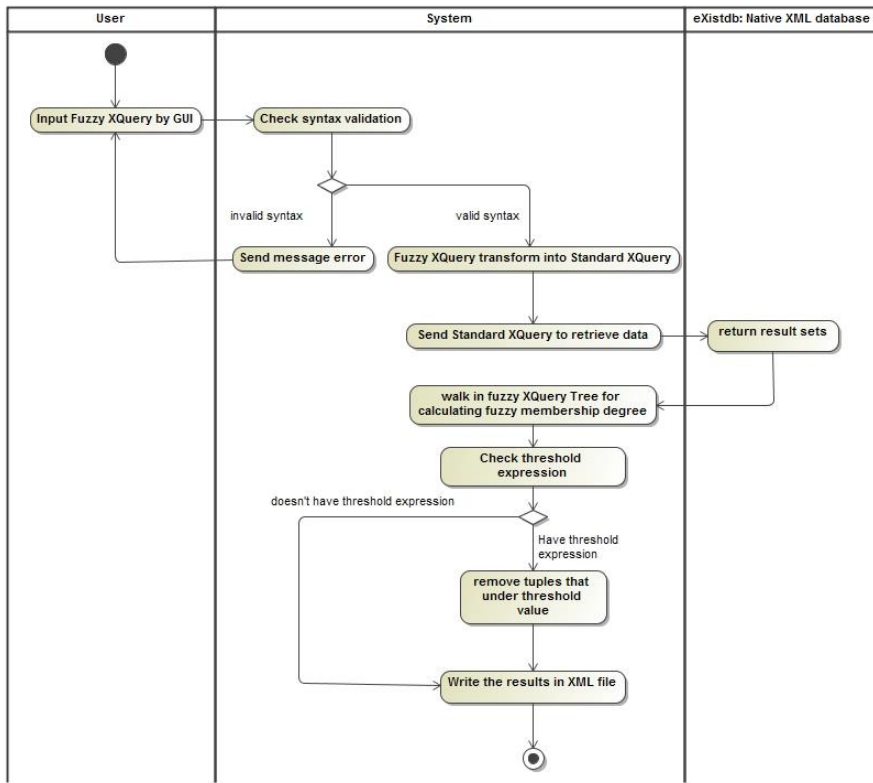 User
System
eXistdb: Native XML database
Input Fuzzy XQuery by GUI
Check syntax validation
invalid syntax
valid syntax
Send message error
Fuzzy XQuery transform into Standard XQuery
Send Standard XQuery to retrieve data
return result sets
walk in fuzzy XQuery Tree for
calculating fuzzy membership degree
Check threshold
expression
doesn't have threshold expression
Have threshold
expression
remove tuples that
under threshold
value
Write the results in XML file